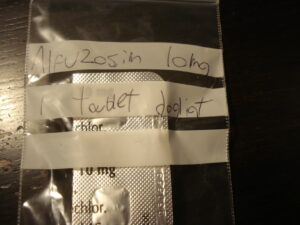 Alfuzosin 10mg
1 tablet dagligt
chlor.
10 mg
chlor.